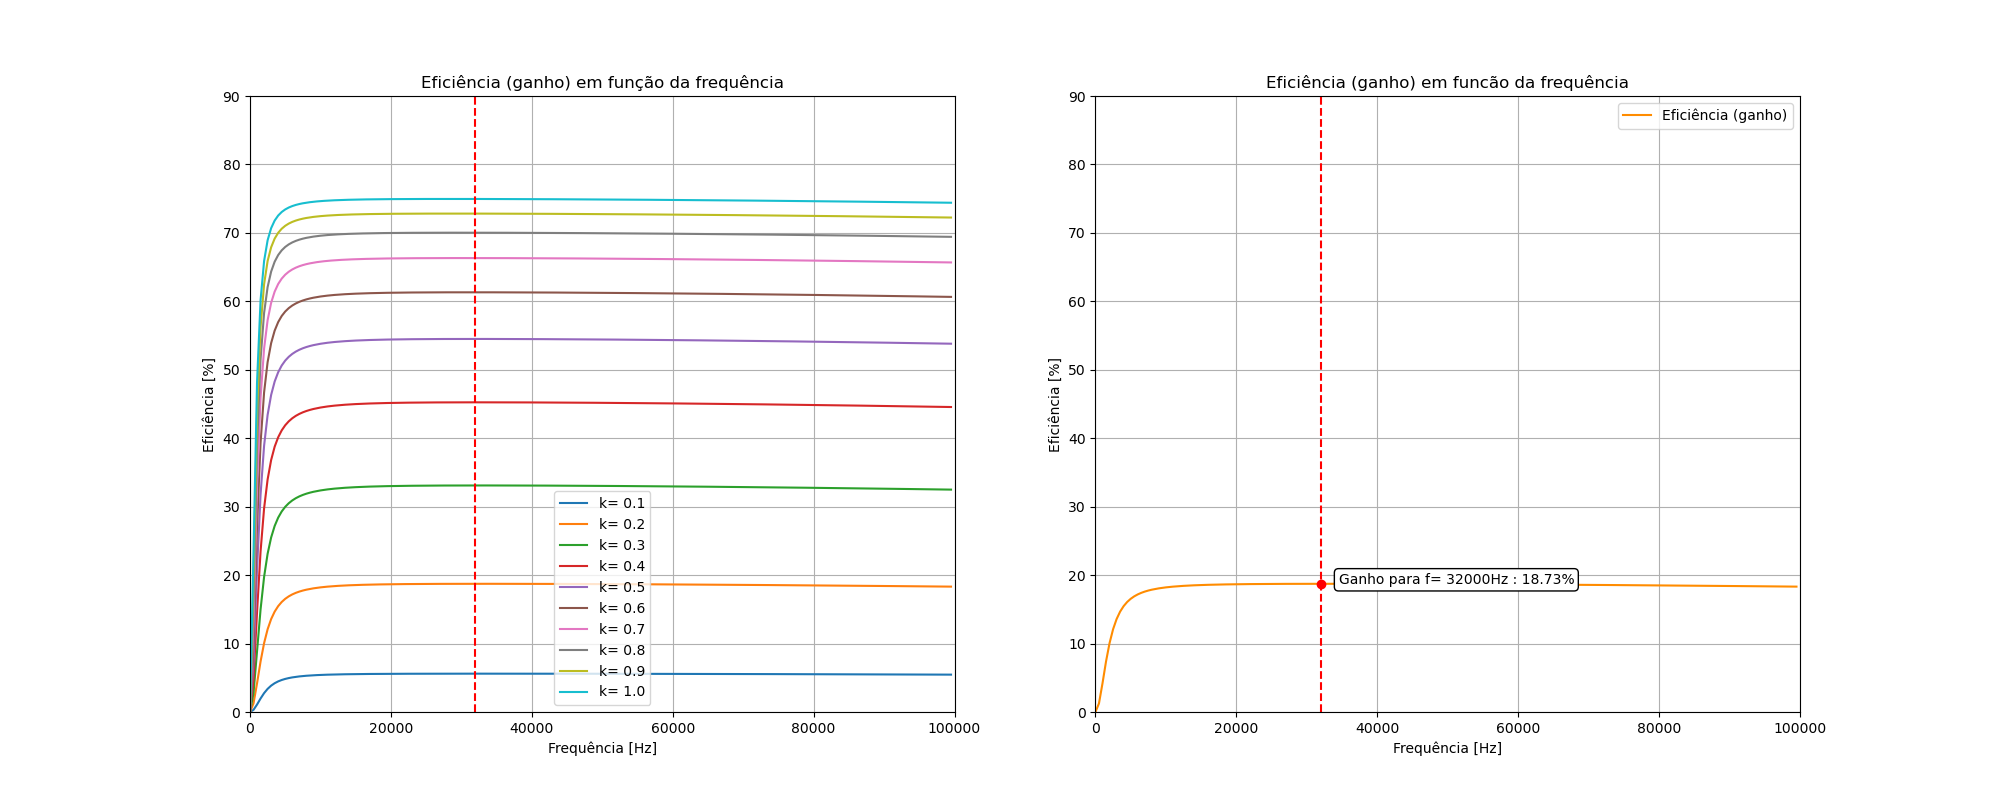 Eficiência (ganho) em função da frequência
90
80
70
60
50
40
30
20
10
0
Eficiência [%]
k= 0.1
k= 0.2
k= 0.3
k= 0.4
k= 0.5
k= 0.6
k= 0.7
k= 0.8
k= 0.9
k= 1.0
0 20000 40000 60000 80000 100000
Frequência [Hz]
Eficiência (ganho) em funcão da frequência
90
80
70
60
50
40
30
20
10
0
Eficiência [%]
Eficiência (ganho)
Ganho para f= 32000Hz : 18.73%
0 20000 40000 60000 80000 100000
Frequência [Hz]